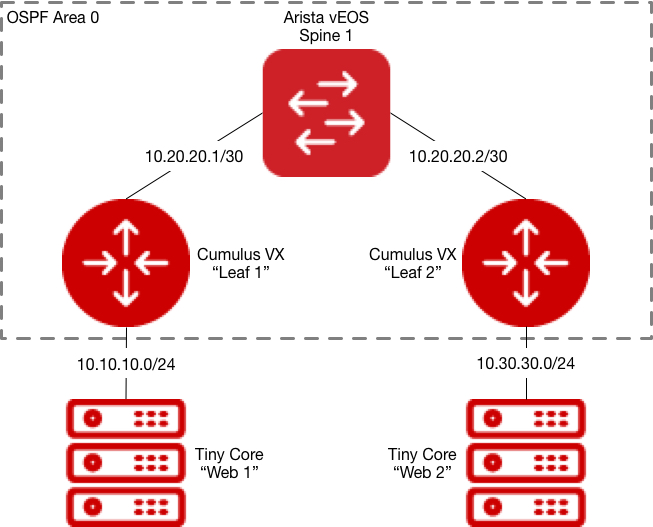 OSPF Area 0
Arista vEOS
Spine 1
10.20.20.1/30
10.20.20.2/30
Cumulus VX
“Leaf 1”
Cumulus VX
“Leaf 2”
10.10.10.0/24
10.30.30.0/24
Tiny Core
“Web 1”
Tiny Core
“Web 2”